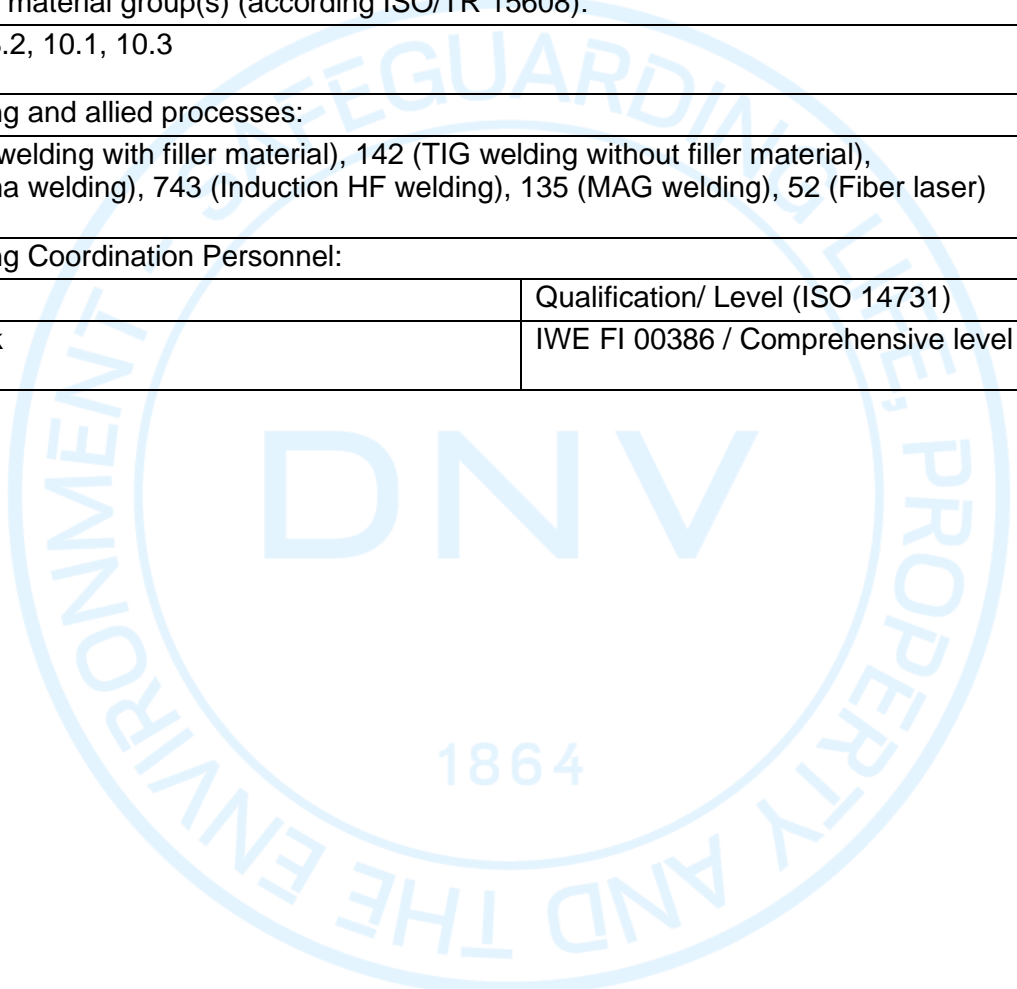 material group(s) (according ISO/TR 15608):
.2, 10.1, 10.3
and allied processes:
welding with filler material), 142 (TIG welding without filler material),
welding), 743 (Induction HF welding), 135 (MAG welding), 52 (Fiber laser)
Coordination Personnel:
Qualification/ Level (ISO 14731)
IWE FI 00386 / Comprehensive level
SAFEGUARDING LIFE, PROPERTY AND THE ENVIRONMENT
DNV
1864